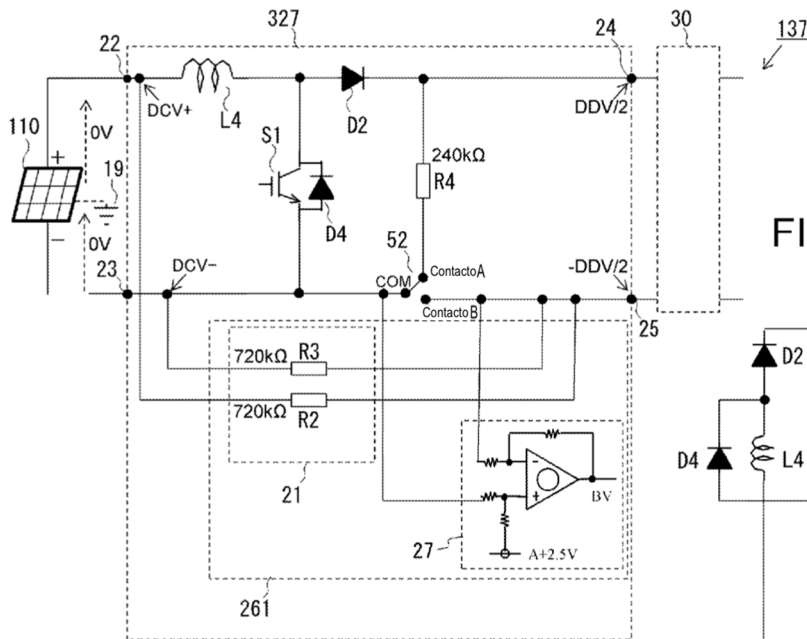 327
22
24
30
137
DCV+
L4
D2
DDV/2
110
0V
+
19
S1
240kΩ
R4
D4
0V
−
52
FI
23
DCV−
COM
ContactoA
-DDV/2
ContactoB
25
720kΩ
R3
D2
720kΩ
R2
D4
L4
21
−
+
BV
27
A+2.5V
261